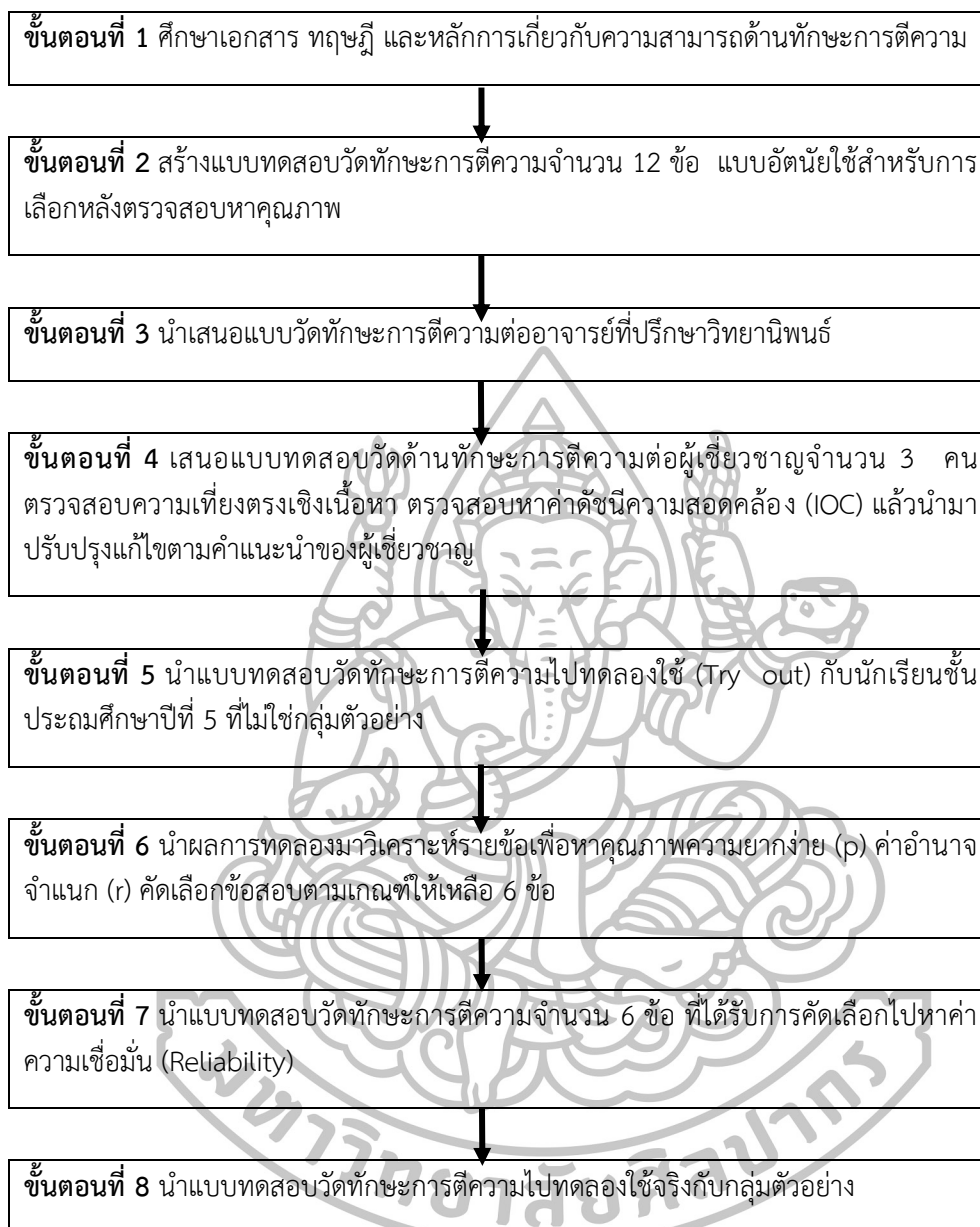 ขั้นตอนที่ 1 ศึกษาเอกสาร ทฤษฎี และหลักการเกี่ยวกับความสามารถด้านทักษะการตีความ
ขั้นตอนที่ 2 สร้างแบบทดสอบวัดทักษะการตีความจำนวน 12 ข้อ แบบอัตนัยใช้สำหรับการ
เลือกหลังตรวจสอบหาคุณภาพ
ขั้นตอนที่ 3 นำเสนอแบบวัดทักษะการตีความต่ออาจารย์ที่ปรึกษาวิทยานิพนธ์
ขั้นตอนที่ 4 เสนอแบบทดสอบวัดด้านทักษะการตีความต่อผู้เชี่ยวชาญจำนวน 3 คน
ตรวจสอบความเที่ยงตรงเชิงเนื้อหา ตรวจสอบหาค่าดัชนีความสอดคล้อง (IOC) แล้วนำมา
ปรับปรุงแก้ไขตามคำแนะนำของผู้เชี่ยวชาญ
ขั้นตอนที่ 5 นำแบบทดสอบวัดทักษะการตีความไปทดลองใช้ (Try out) กับนักเรียนชั้น
ประถมศึกษาปีที่ 5 ที่ไม่ใช่กลุ่มตัวอย่าง
ขั้นตอนที่ 6 นำผลการทดลองมาวิเคราะห์รายข้อเพื่อหาคุณภาพความยากง่าย (p) ค่าอำนาจ
จำแนก (r) คัดเลือกข้อสอบตามเกณฑ์ให้เหลือ 6 ข้อ
ขั้นตอนที่ 7 นำแบบทดสอบวัดทักษะการตีความจำนวน 6 ข้อ ที่ได้รับการคัดเลือกไปหาค่า
ความเชื่อมั่น (Reliability)
ขั้นตอนที่ 8 นำแบบทดสอบวัดทักษะการตีความไปทดลองใช้จริงกับกลุ่มตัวอย่าง
มหาวิทยาลัยศิลปากร